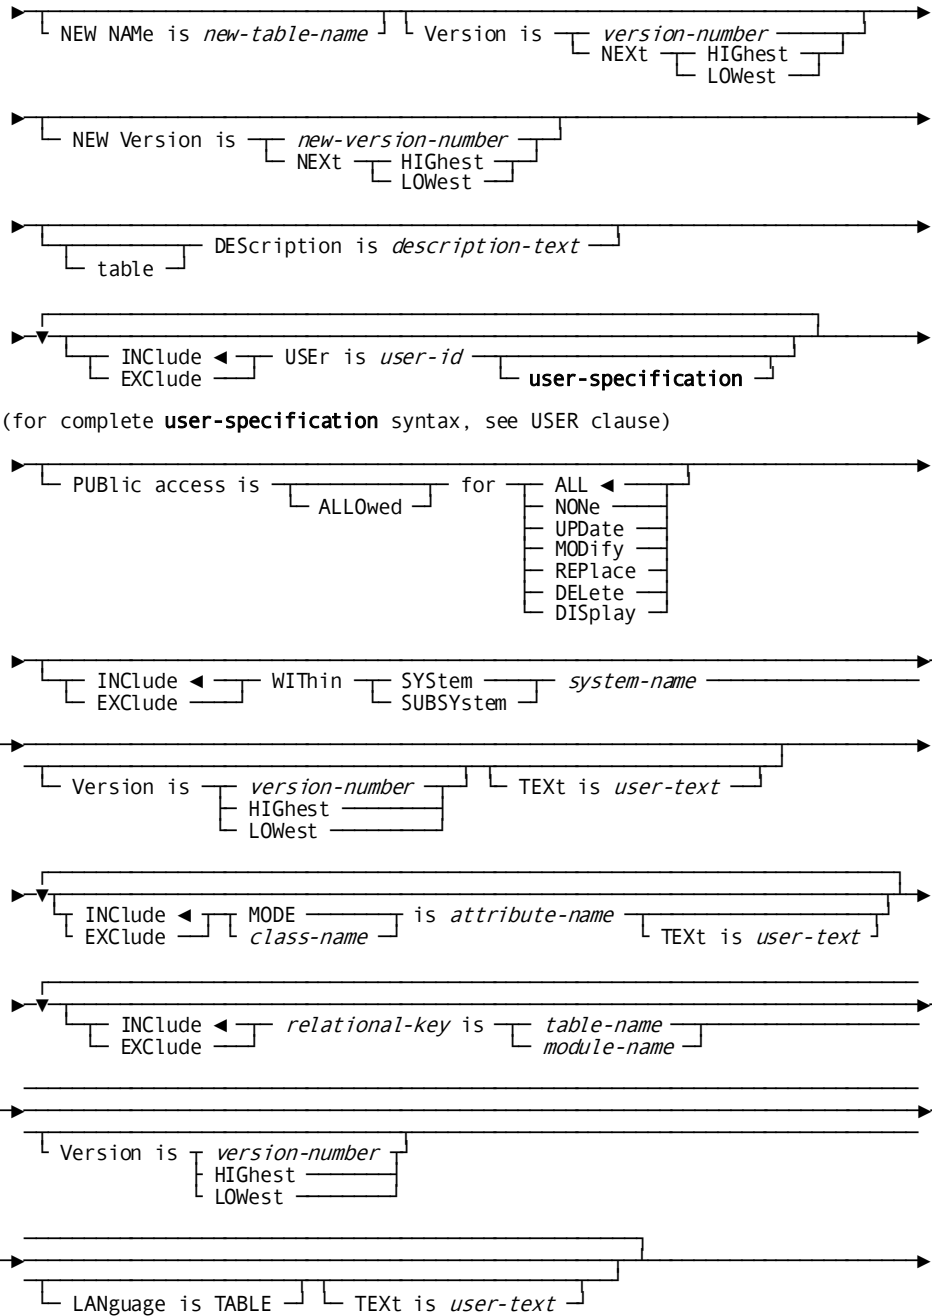 NEW NAMe is new-table-name Version is version-number
NEXt HIGhest
LOWest
NEW Version is new-version-number
NEXt HIGhest
LOWest
DEScription is description-text
table
INClude USEr is user-id
EXClude user-specification
(for complete user-specification syntax, see USER clause)
PUBlic access is for ALL
ALLOwed NONe
UPDate
MODify
REPlace
DELete
DISplay
INClude WIThin SYStem system-name
EXClude SUBSYstem
Version is version-number TEXt is user-text
HIGhest
LOWest
INClude MODE is attribute-name
EXClude class-name TEXt is user-text
INClude relational-key is table-name
EXClude module-name
Version is version-number
HIGhest
LOWest
LANguage is TABLE TEXt is user-text